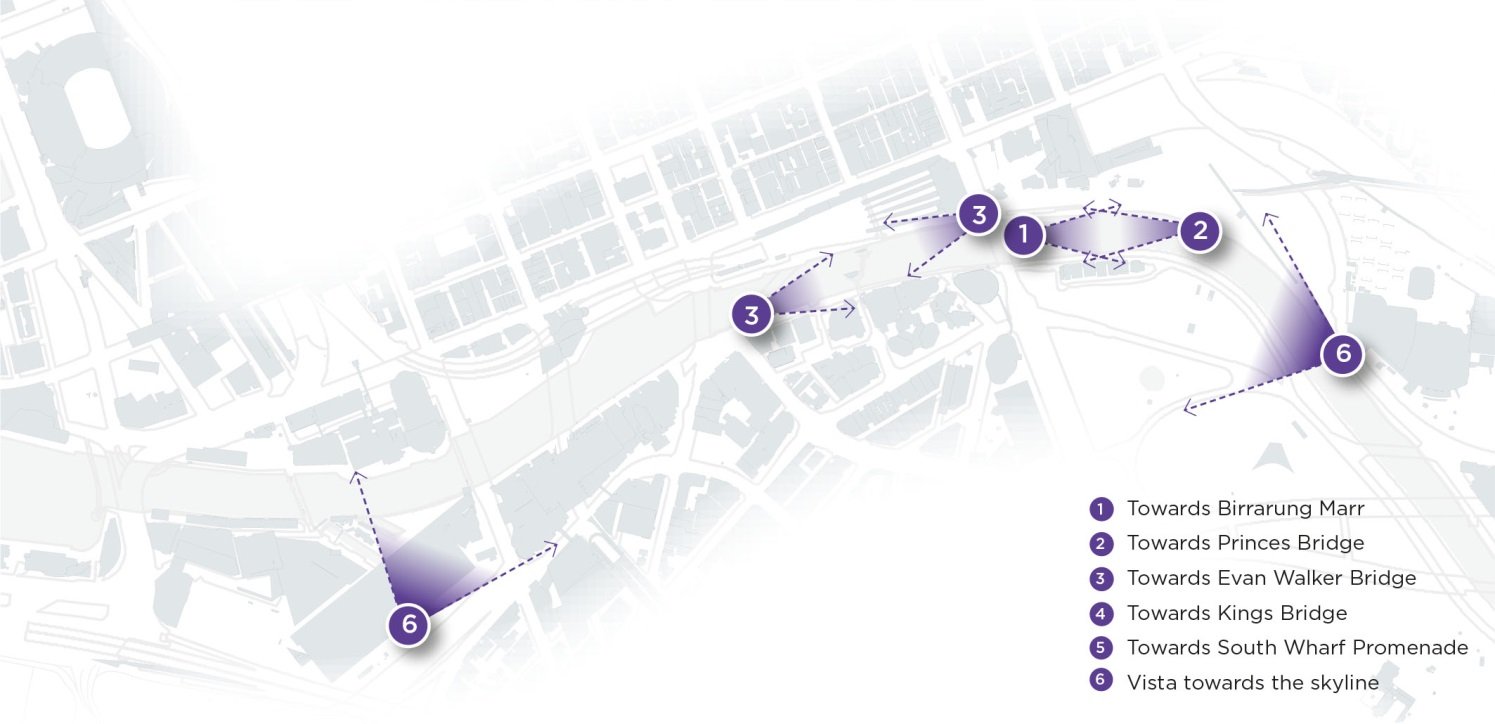 3
1
2
3
6
6
1 Towards Birrarung Marr
2 Towards Princes Bridge
3 Towards Evan Walker Bridge
4 Towards Kings Bridge
5 Towards South Wharf Promenade
6 Vista towards the skyline